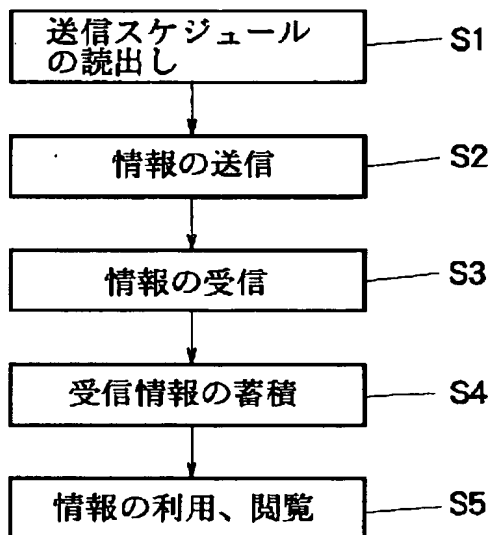 送信スケジュール
の読出し
S1
情報の送信
S2
情報の受信
S3
受信情報の蓄積
S4
情報の利用、閲覧
S5